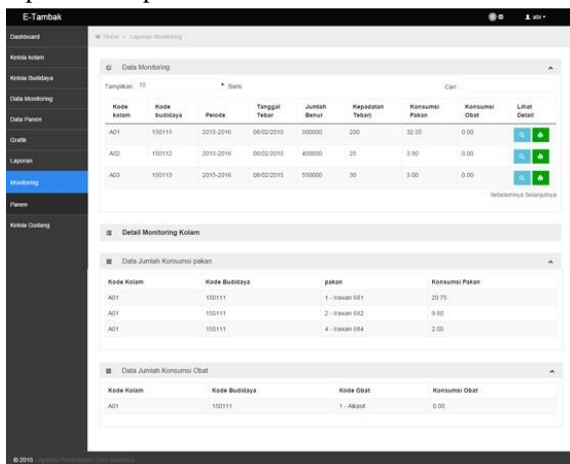 E-Tambak
0 abi
Dashboard
Home / Laporan Monitoring
Kelola kolam
Kelola Budidaya
Data Monitoring
Data Panen
Grafik
Laporan
Monitoring
Panen
Kelola Gudang
Data Monitoring
Tampilkan 10 Baris
Cari:
Kode kolam Kode budidaya Peiode Tanggal Tebar Jumlah Benur Kepadatan Tebar) Konsumsi Pakan Konsumsi Obat Lihat Detail
A01 150111 2015-2016 06/02/2015 500000 200 32.55 0.00
A02 150112 2015-2016 06/02/2015 400000 25 3.90 0.00
A03 150113 2015-2016 06/02/2015 550000 30 3.00 0.00
Sebelumnya Selanjutnya
Detail Monitoring Kolam
Data Jumlah Konsumsi pakan
Kode Kolam Kode Budidaya pakan Konsumsi Pakan
A01 150111 1 - irawan 681 20.75
A01 150111 2 - irawan 682 9.80
A01 150111 4 - irawan 684 2.00
Data Jumlah Konsumsi Obat
Kode Kolam Kode Budidaya Kode Obat Konsumsi Obat
A01 150111 1 - Alkasit 0.00
© 2015